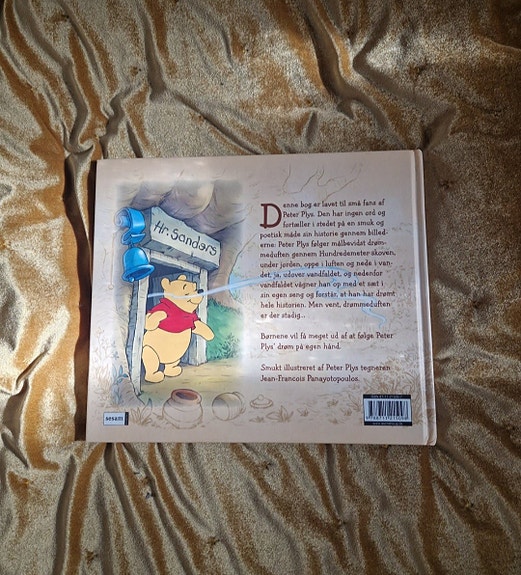 Hr. Sanders
Denne bog er lavet til små fans af
Peter Plys. Den har ingen ord og
fortæller i stedet på en smuk og
poetisk måde sin historie gennem billed-
erne: Peter Plys følger målbevidst drøm-
meduften gennem Hundredemeter skoven,
under jorden, oppe i luften og nede i van-
det, ja, udover vandfaldet, og nedenfor
vandfaldet vågner han op med et sæt i
sin egen seng og forstår, at han har drømt
hele historien. Men vent, drømmeduften
er der stadig...
Børnene vil få meget ud af at følge Peter
Plys' drøm på egen hånd.
Smukt illustreret af Peter Plys tegneren
Jean-Francois Panayotopoulos.
sesam